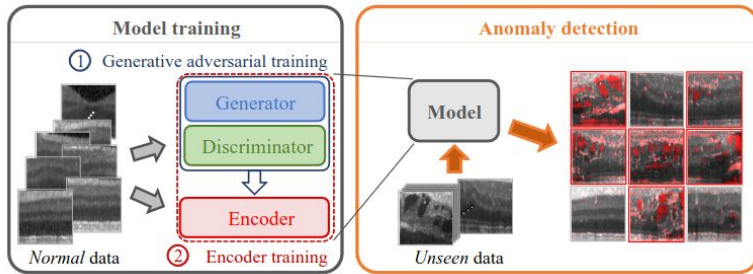 Model training
1 Generative adversarial training
Generator
Discriminator
Encoder
2 Encoder training
Normal data
Anomaly detection
Model
Unseen data